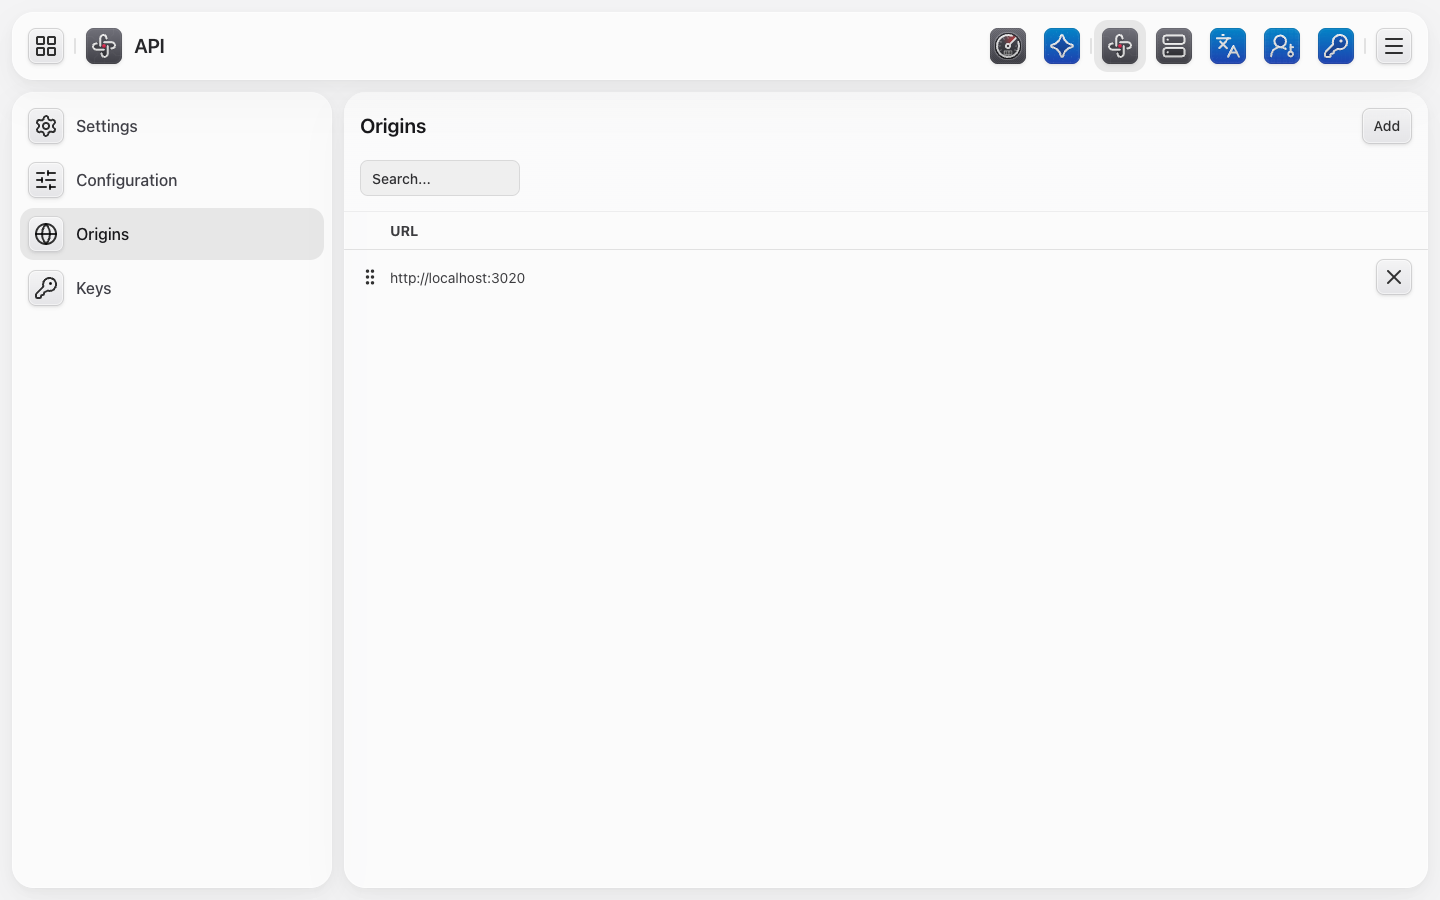 API
Settings
Configuration
Origins
Keys
Origins
Add
Search...
URL
http://localhost:3020